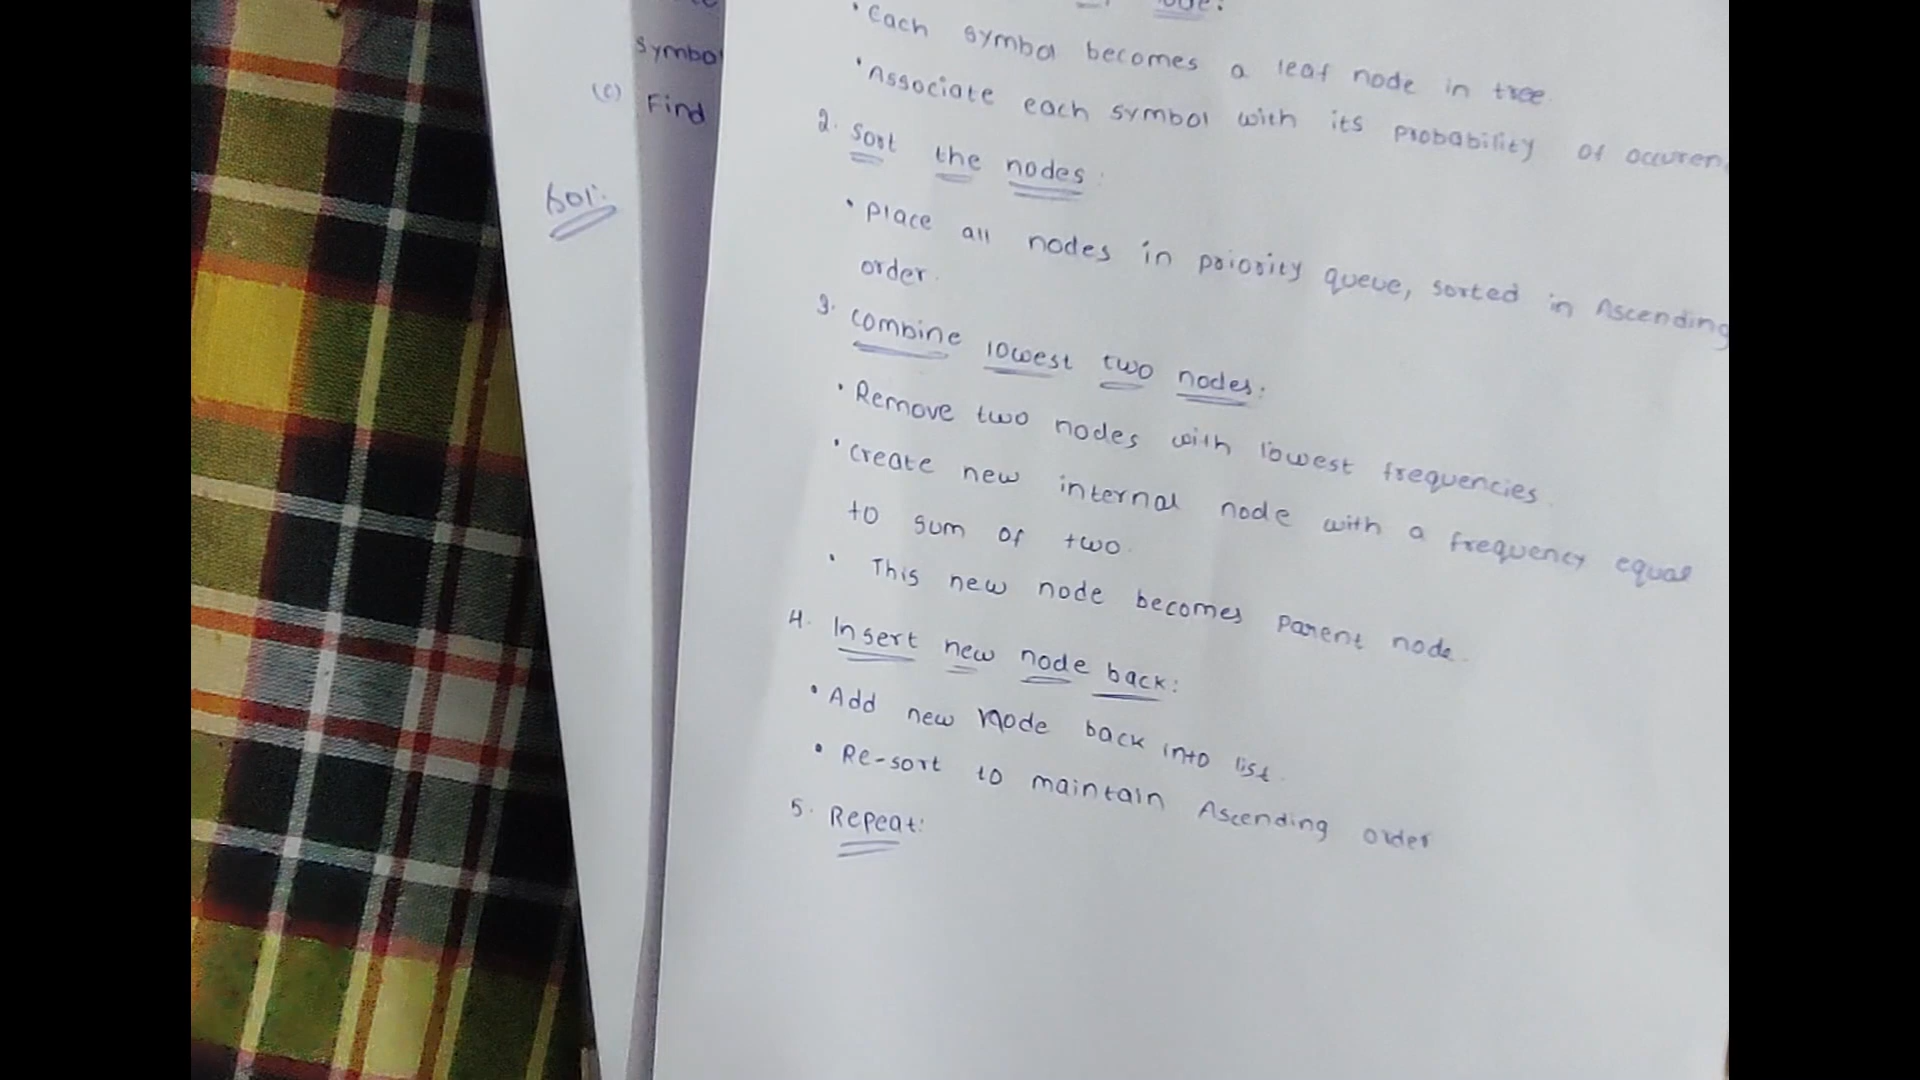 symbol
(c) Find
Sol:
• Each symbol becomes a leaf node in tree.
• Associate each symbol with its probability of occuren
2. Sort the nodes:
• Place all nodes in priority queue, sorted in Ascending
order.
3. Combine lowest two nodes:
• Remove two nodes with lowest frequencies.
• Create new internal node with a frequency equal
to sum of two.
• This new node becomes Parent node.
4. Insert new node back:
• Add new node back into list.
• Re-sort to maintain Ascending order
5. Repeat: